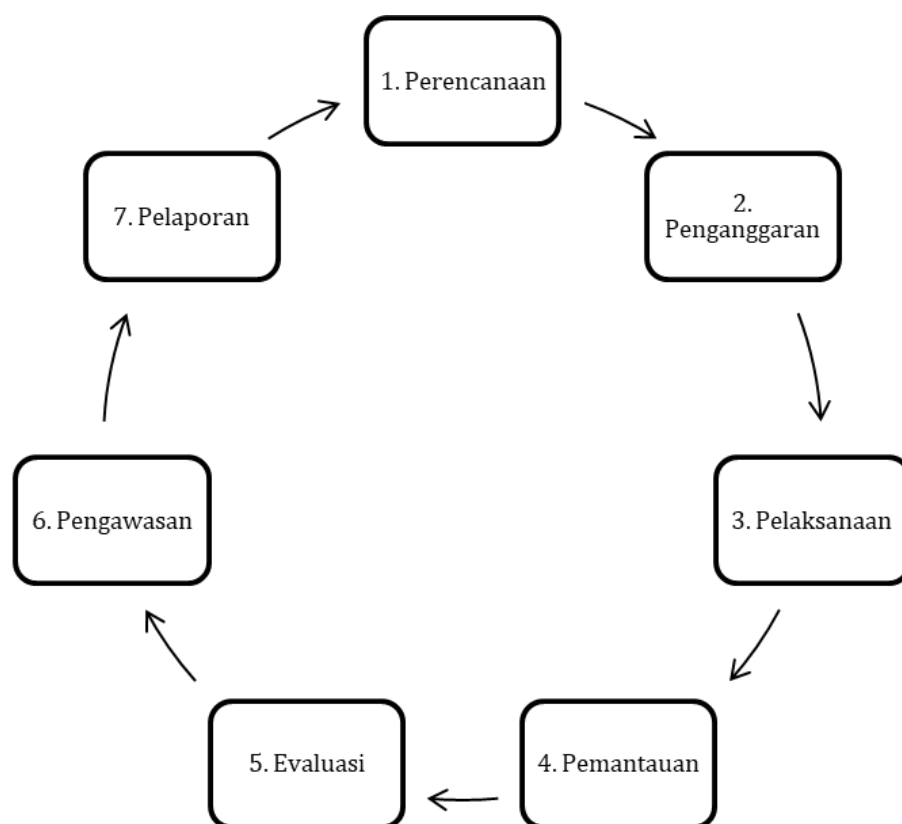 1. Perencanaan
2.
Penganggaran
3. Pelaksanaan
4. Pemantauan
5. Evaluasi
6. Pengawasan
7. Pelaporan